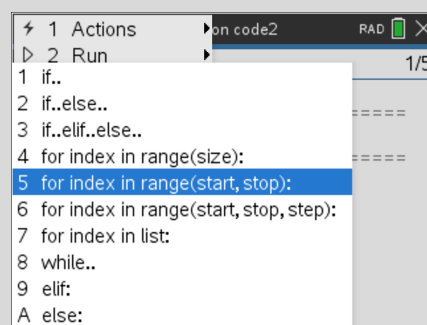 1 Actions
on code2
RAD
2 Run
1/5
1 if..
2 if..else..
3 if..elif..else..
4 for index in range(size):
5 for index in range(start,stop):
6 for index in range(start,stop,step):
7 for index in list:
8 while..
9 elif:
A else: